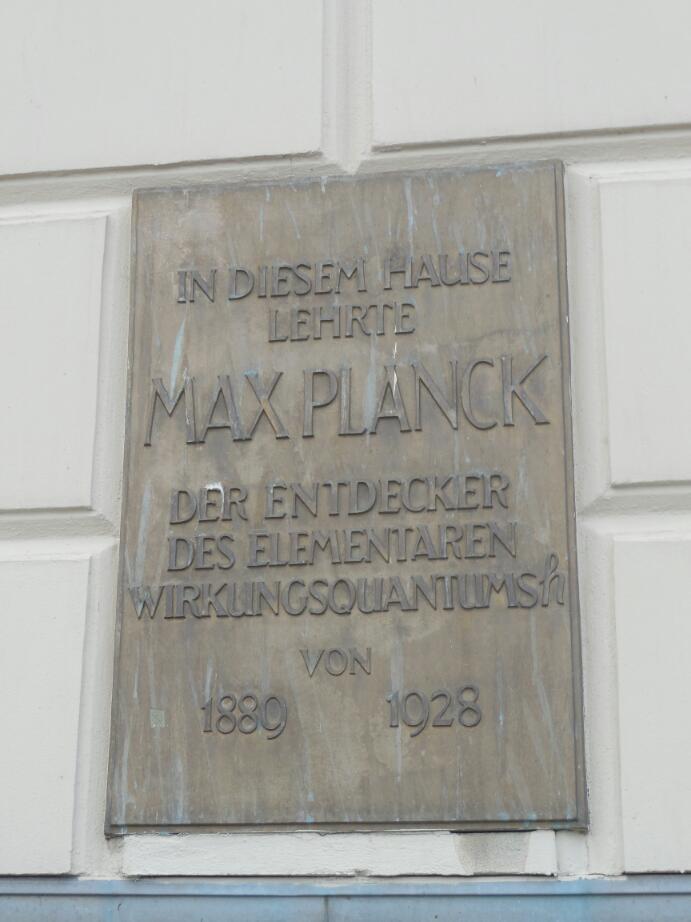 IN DIESEM HAUSE
LEHRTE
MAX PLANCK
DER ENTDECKER
DES ELEMENTAREN
WIRKUNGSQUANTUMS h
VON
1889 1928